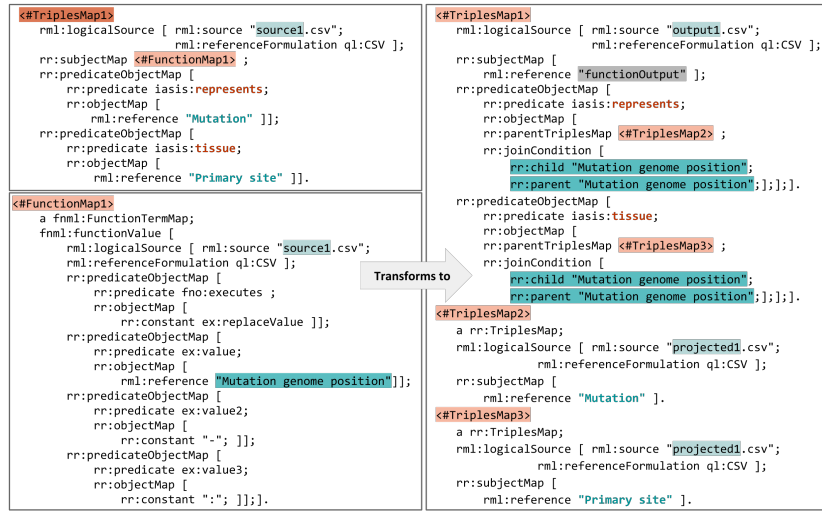 <#TriplesMap1>
rml:logicalSource [ rml:source "source1.csv";
rml:referenceFormulation ql:CSV ];
rr:subjectMap <#FunctionMap1> ;
rr:predicateObjectMap [
rr:predicate iasis:represents;
rr:objectMap [
rml:reference "Mutation" ]];
rr:predicateObjectMap [
rr:predicate iasis:tissue;
rr:objectMap [
rml:reference "Primary site" ]].
<#FunctionMap1>
a fnml:FunctionTermMap;
fnml:functionValue [
rml:logicalSource [ rml:source "source1.csv";
rml:referenceFormulation ql:CSV ];
rr:predicateObjectMap [
rr:predicate fno:executes ;
rr:objectMap [
rr:constant ex:replaceValue ]];
rr:predicateObjectMap [
rr:predicate ex:value;
rr:objectMap [
rml:reference "Mutation genome position"]];
rr:predicateObjectMap [
rr:predicate ex:value2;
rr:objectMap [
rr:constant "-"; ]];
rr:predicateObjectMap [
rr:predicate ex:value3;
rr:objectMap [
rr:constant ":"; ]];].
Transforms to
<#TriplesMap1>
rml:logicalSource [ rml:source "output1.csv";
rml:referenceFormulation ql:CSV ];
rr:subjectMap [
rml:reference "functionOutput" ];
rr:predicateObjectMap [
rr:predicate iasis:represents;
rr:objectMap [
rr:parentTriplesMap <#TriplesMap2> ;
rr:joinCondition [
rr:child "Mutation genome position";
rr:parent "Mutation genome position";];];].
rr:predicateObjectMap [
rr:predicate iasis:tissue;
rr:objectMap [
rr:parentTriplesMap <#TriplesMap3> ;
rr:joinCondition [
rr:child "Mutation genome position";
rr:parent "Mutation genome position";];];].
<#TriplesMap2>
a rr:TriplesMap;
rml:logicalSource [ rml:source "projected1.csv";
rml:referenceFormulation ql:CSV ];
rr:subjectMap [
rml:reference "Mutation" ].
<#TriplesMap3>
a rr:TriplesMap;
rml:logicalSource [ rml:source "projected1.csv";
rml:referenceFormulation ql:CSV ];
rr:subjectMap [
rml:reference "Primary site" ].